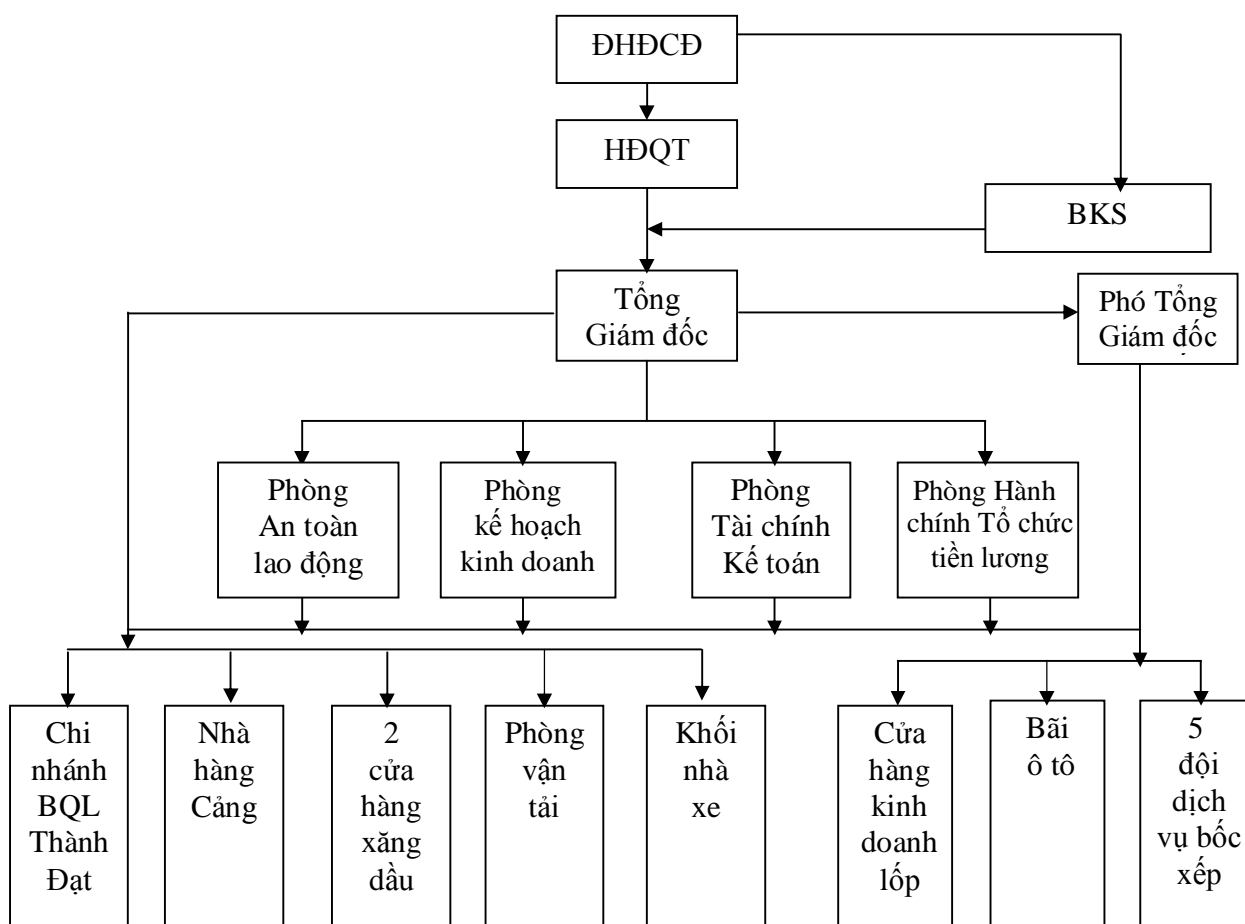 ĐHĐCĐ
HĐQT
BKS
Tổng
Giám đốc
Phó Tổng
Giám đốc
Phòng
An toàn
lao động
Phòng
kế hoạch
kinh doanh
Phòng
Tài chính
Kế toán
Phòng Hành
chính Tổ chức
tiền lương
Chi
nhánh
BQL
Thành
Đạt
Nhà
hàng
Cảng
2
cửa
hàng
xăng
dầu
Phòng
vận
tải
Khối
nhà
xe
Cửa
hàng
kinh
doanh
lốp
Bãi
ô tô
5
đội
dịch
vụ bốc
xếp